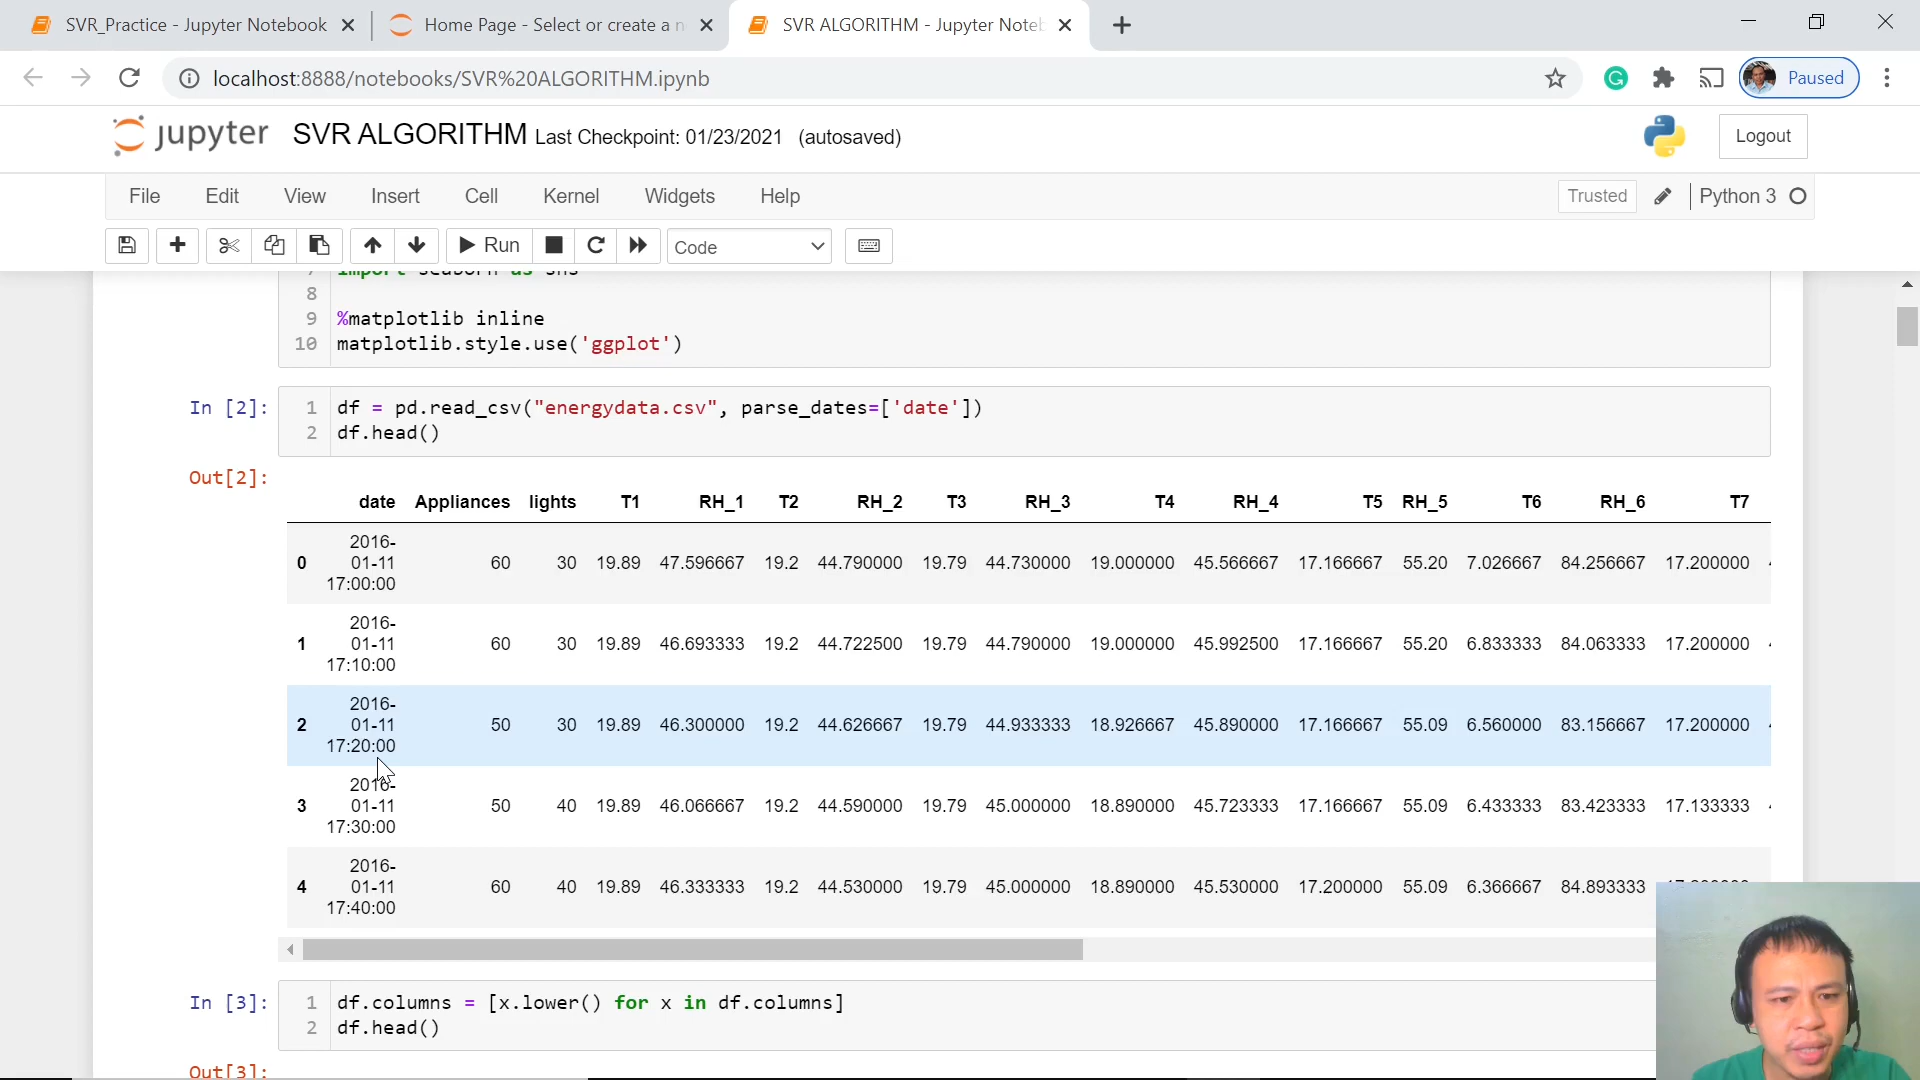 SVR_Practice - Jupyter Notebook
Home Page - Select or create a n
SVR ALGORITHM - Jupyter Noteb
localhost:8888/notebooks/SVR%20ALGORITHM.ipynb
Paused
jupyter SVR ALGORITHM Last Checkpoint: 01/23/2021 (autosaved)
Logout
File Edit View Insert Cell Kernel Widgets Help
Trusted
Python 3
Run
Code
7 import seaborn as sns
8
9 %matplotlib inline
10 matplotlib.style.use('ggplot')
In [2]:
1 df = pd.read_csv("energydata.csv", parse_dates=['date'])
2 df.head()
Out[2]:
date Appliances lights T1 RH_1 T2 RH_2 T3 RH_3 T4 RH_4 T5 RH_5 T6 RH_6 T7
0 2016-01-11 17:00:00 60 30 19.89 47.596667 19.2 44.790000 19.79 44.730000 19.000000 45.566667 17.166667 55.20 7.026667 84.256667 17.200000
1 2016-01-11 17:10:00 60 30 19.89 46.693333 19.2 44.722500 19.79 44.790000 19.000000 45.992500 17.166667 55.20 6.833333 84.063333 17.200000
2 2016-01-11 17:20:00 50 30 19.89 46.300000 19.2 44.626667 19.79 44.933333 18.926667 45.890000 17.166667 55.09 6.560000 83.156667 17.200000
3 2016-01-11 17:30:00 50 40 19.89 46.066667 19.2 44.590000 19.79 45.000000 18.890000 45.723333 17.166667 55.09 6.433333 83.423333 17.133333
4 2016-01-11 17:40:00 60 40 19.89 46.333333 19.2 44.530000 19.79 45.000000 18.890000 45.530000 17.200000 55.09 6.366667 84.893333
In [3]:
1 df.columns = [x.lower() for x in df.columns]
2 df.head()
Out[3]: